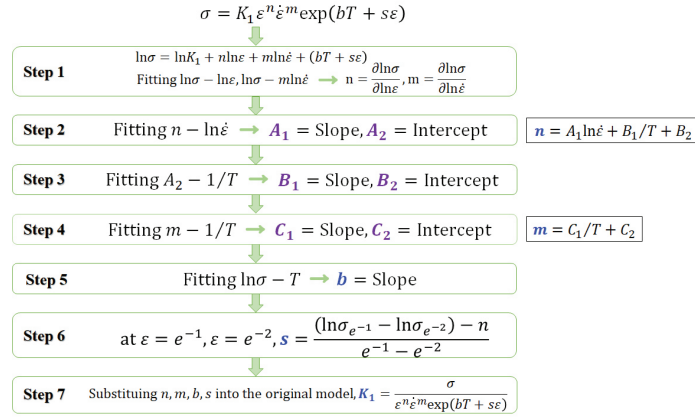 σ = K₁εⁿε̇ᵐexp(bT + sε)
Step 1
lnσ = lnK₁ + nlnε + mlnε̇ + (bT + sε)
Fitting lnσ − lnε, lnσ − mlnε̇ → n = ∂lnσ/∂lnε, m = ∂lnσ/∂lnε̇
Step 2 Fitting n − lnε̇ → A₁ = Slope, A₂ = Intercept
n = A₁lnε̇ + B₁/T + B₂
Step 3 Fitting A₂ − 1/T → B₁ = Slope, B₂ = Intercept
Step 4 Fitting m − 1/T → C₁ = Slope, C₂ = Intercept
m = C₁/T + C₂
Step 5 Fitting lnσ − T → b = Slope
Step 6 at ε = e⁻¹, ε = e⁻², s = ((lnσₑ₋₁ − lnσₑ₋₂) − n)/(e⁻¹ − e⁻²)
Step 7 Substituing n, m, b, s into the original model, K₁ = σ/(εⁿε̇ᵐexp(bT + sε))